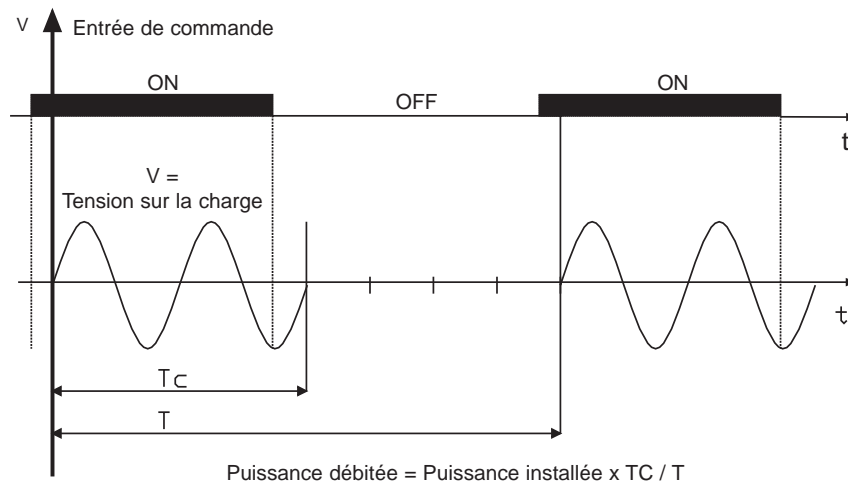 V
Entrée de commande
ON
OFF
ON
t
V =
Tension sur la charge
t
Tc
T
Puissance débitée = Puissance installée x TC / T